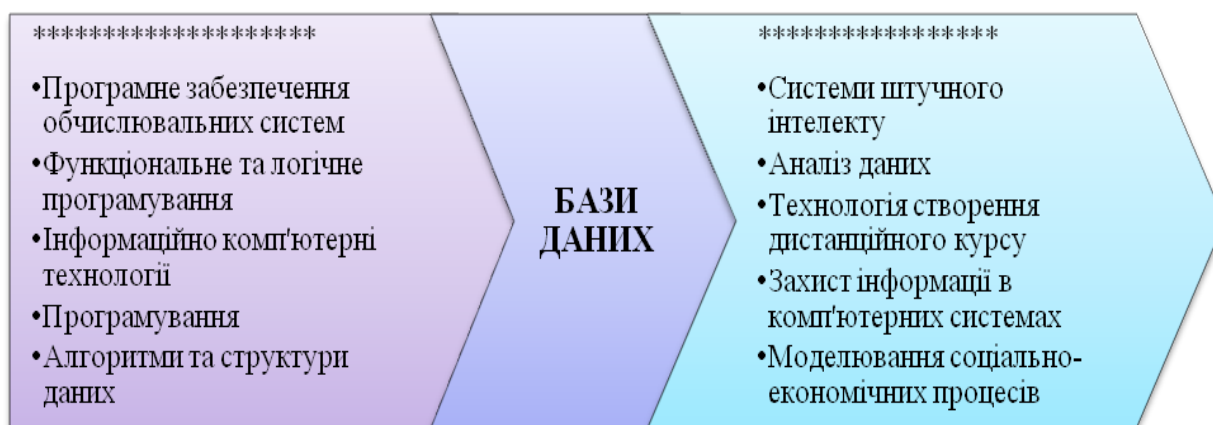 ********************
•Програмне забезпечення
обчислювальних систем
•Функціональне та логічне
програмування
•Інформаційно комп'ютерні
технології
•Програмування
•Алгоритми та структури
даних
БАЗИ
ДАНИХ
*****************
•Системи штучного
інтелекту
•Аналіз даних
•Технологія створення
дистанційного курсу
•Захист інформації в
комп'ютерних системах
•Моделювання соціально-
економічних процесів